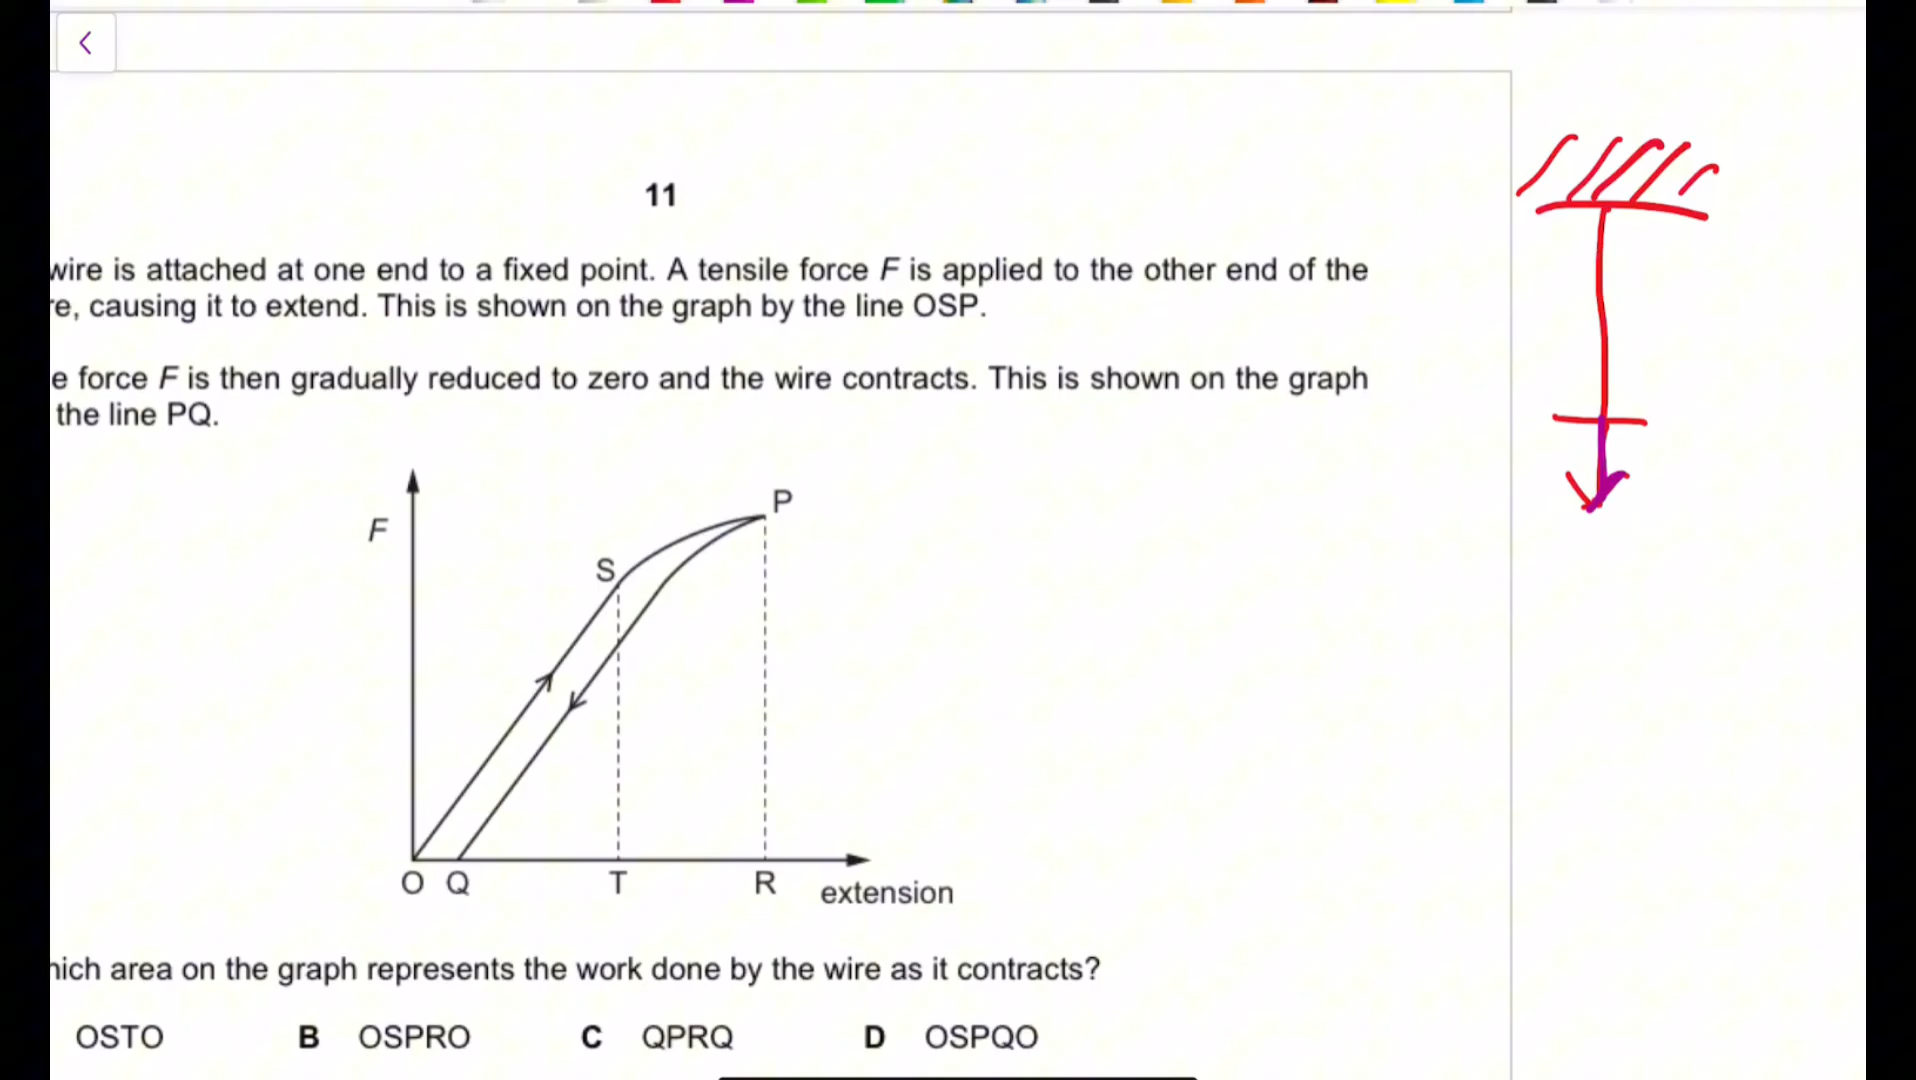 11
wire is attached at one end to a fixed point. A tensile force F is applied to the other end of the
e, causing it to extend. This is shown on the graph by the line OSP.
e force F is then gradually reduced to zero and the wire contracts. This is shown on the graph
the line PQ.
P
F
S
O Q T R
extension
hich area on the graph represents the work done by the wire as it contracts?
OSTO B OSPRO C QPRQ D OSPQO